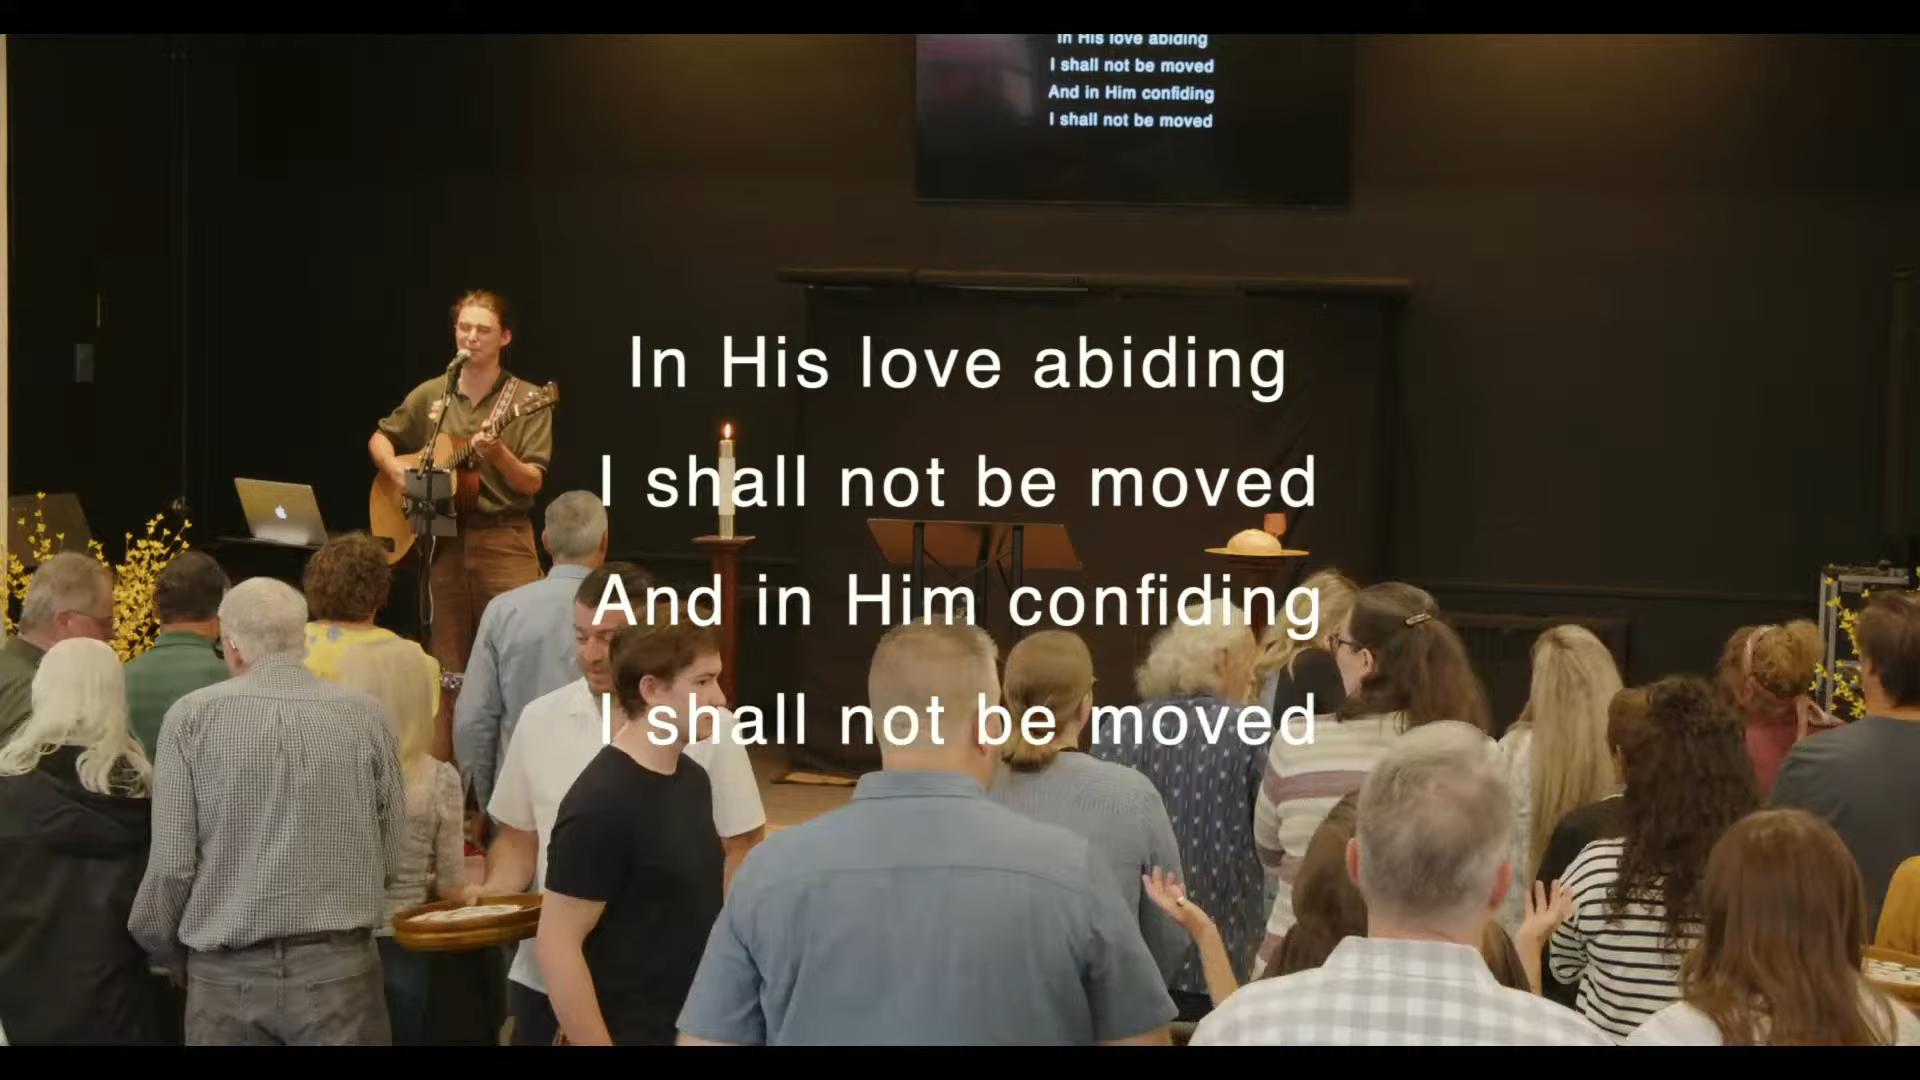 In His love abiding
I shall not be moved
And in Him confiding
I shall not be moved
In His love abiding
I shall not be moved
And in Him confiding
I shall not be moved